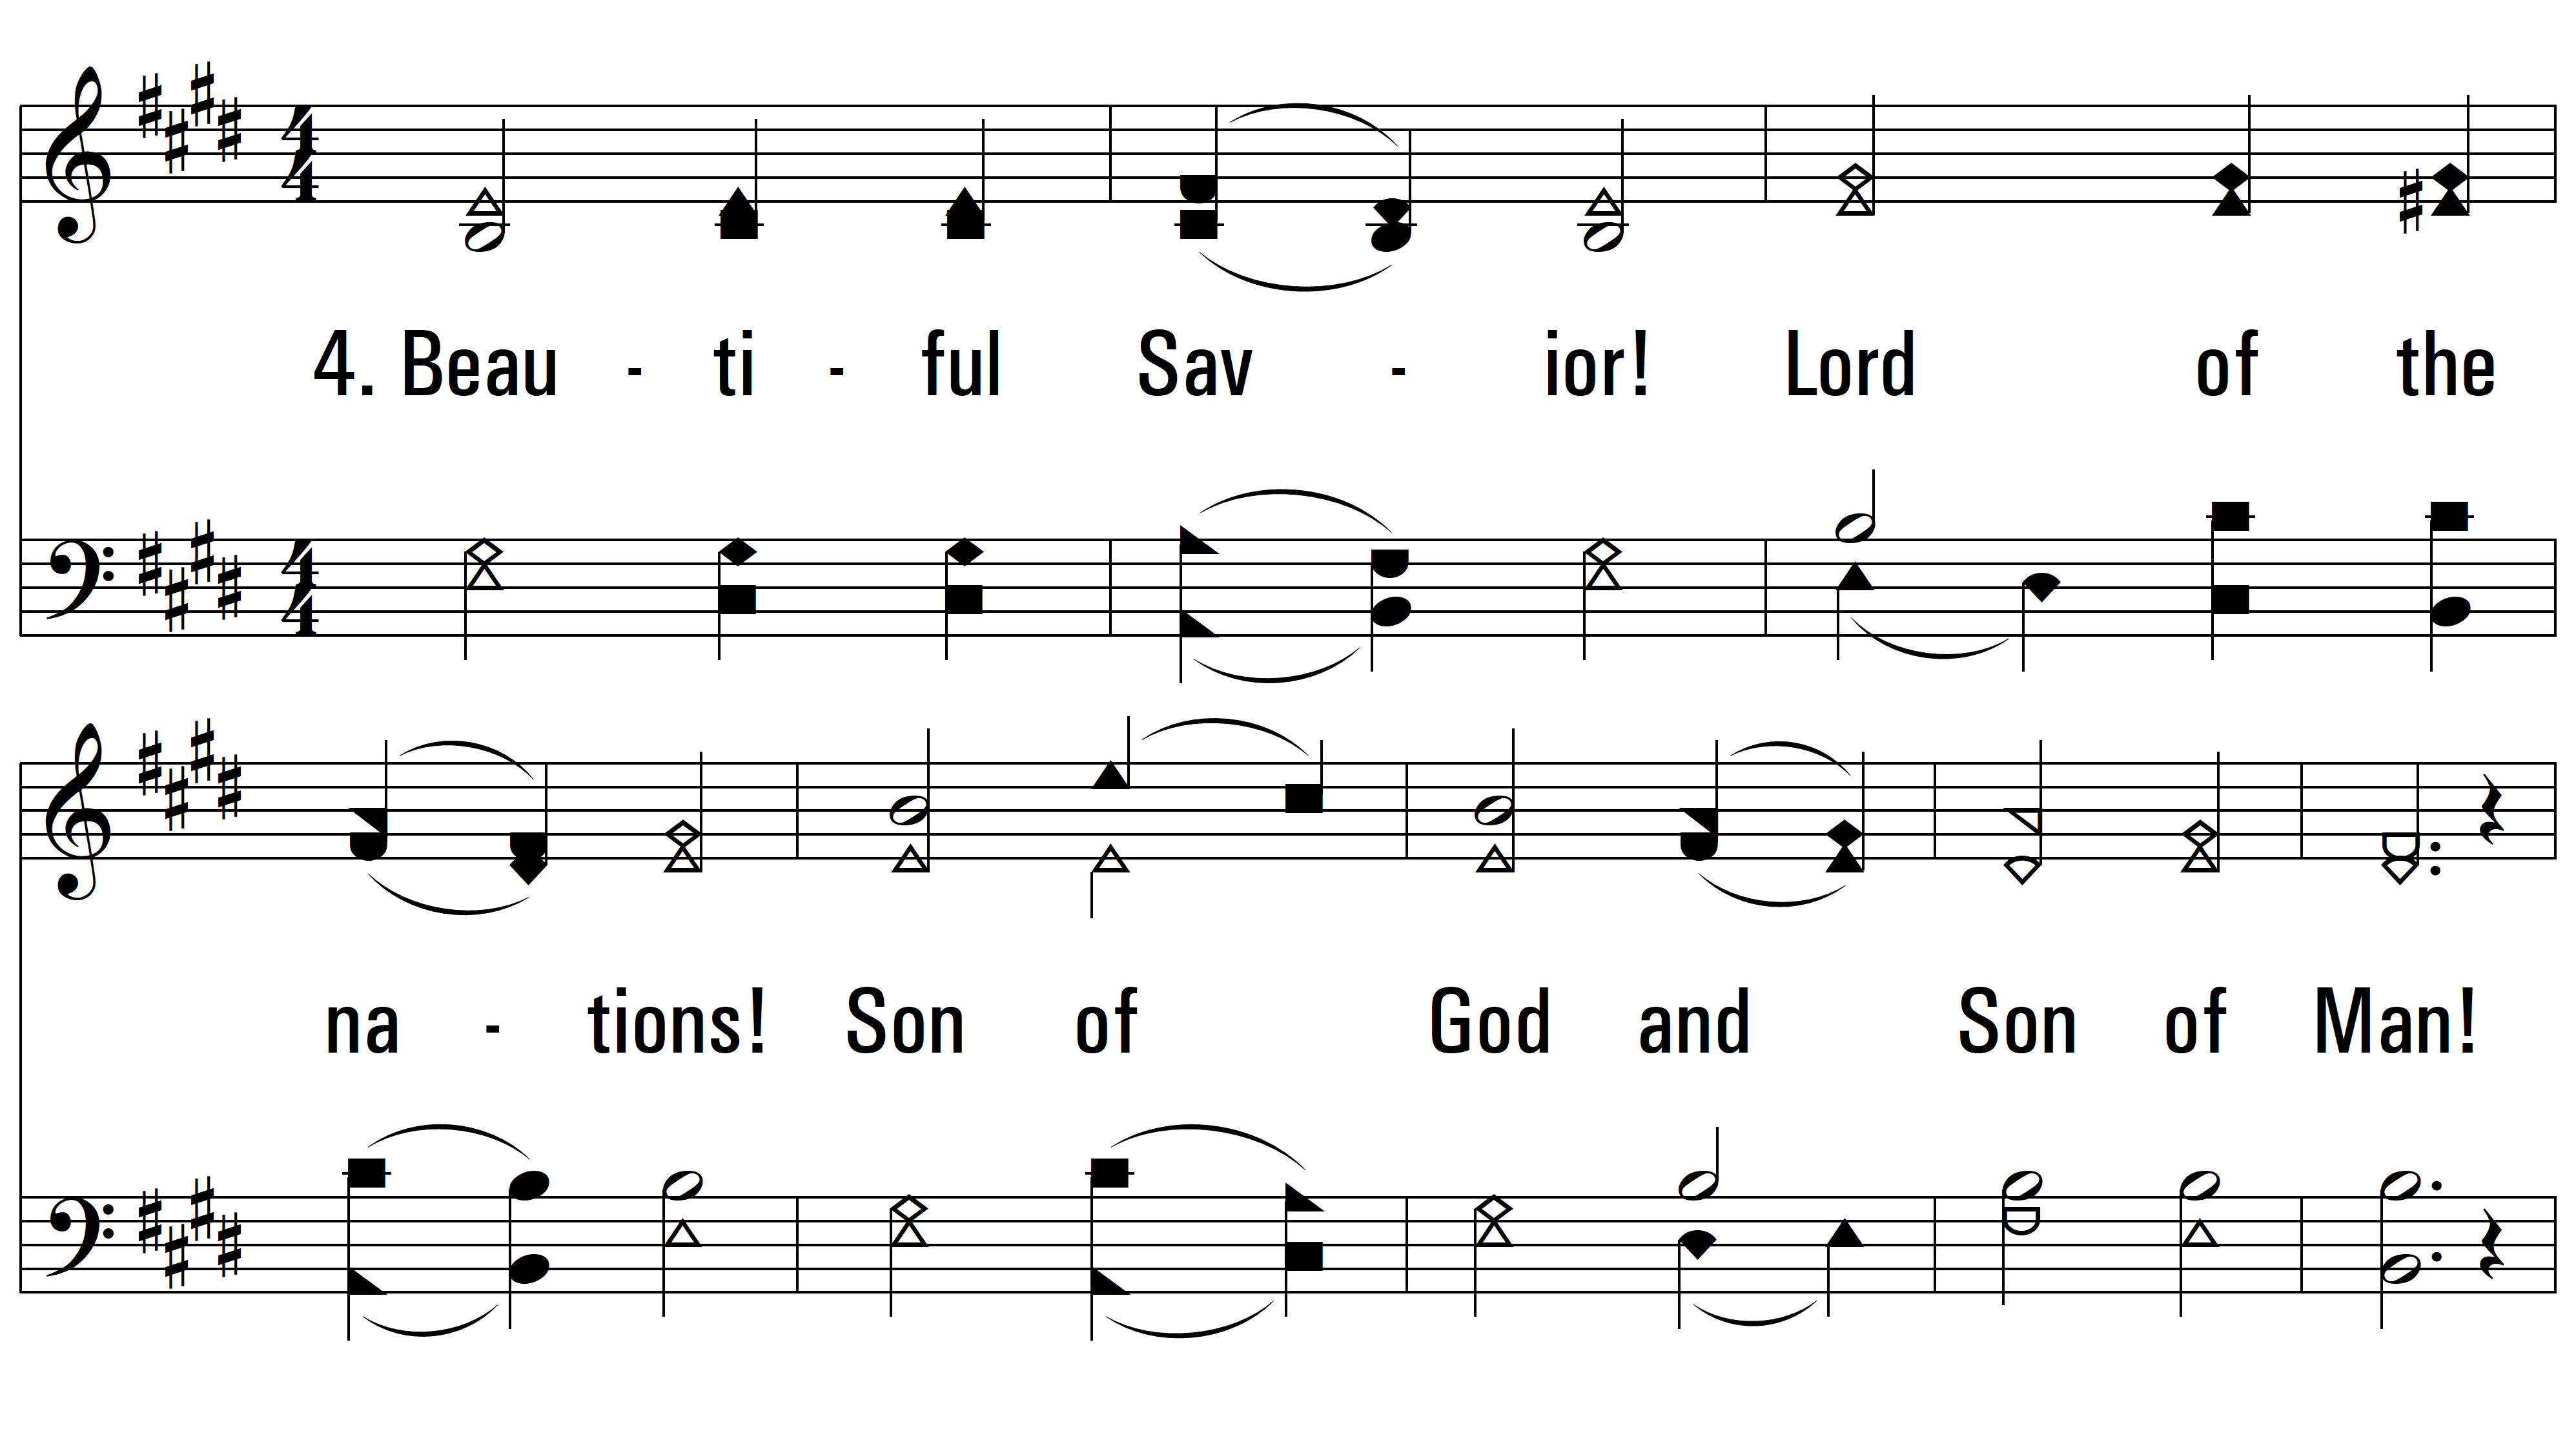 4. Beau - ti - ful Sav - ior! Lord of the
na - tions! Son of God and Son of Man!